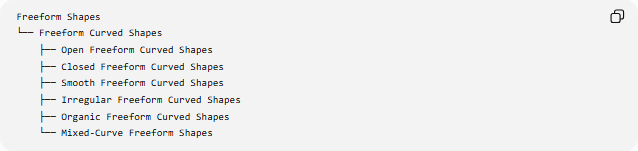 Freeform Shapes
└── Freeform Curved Shapes
├── Open Freeform Curved Shapes
├── Closed Freeform Curved Shapes
├── Smooth Freeform Curved Shapes
├── Irregular Freeform Curved Shapes
├── Organic Freeform Curved Shapes
└── Mixed-Curve Freeform Shapes